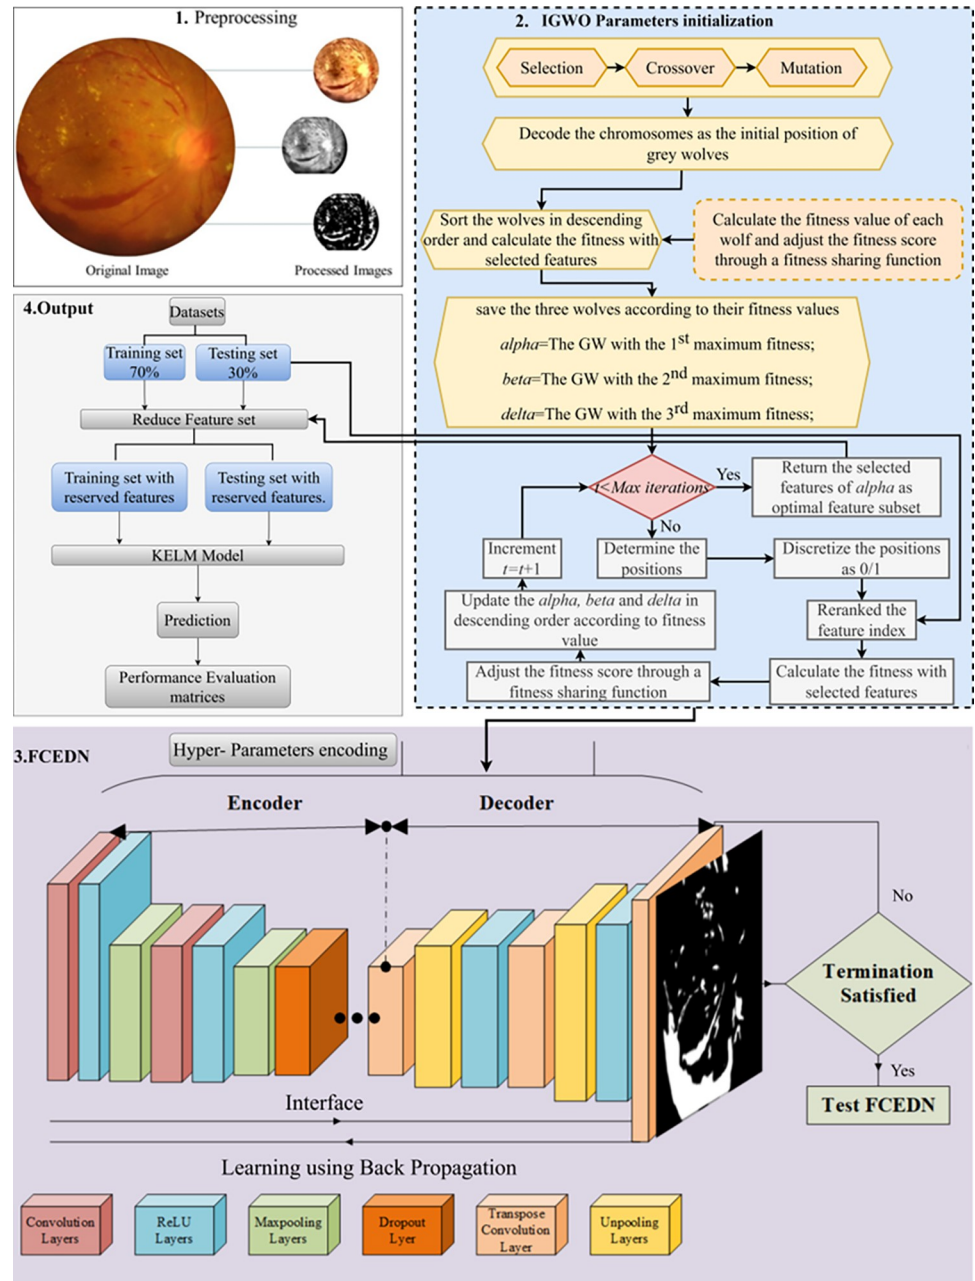 1. Preprocessing
Original Image
Processed Images
2. IGWO Parameters initialization
Selection
Crossover
Mutation
Decode the chromosomes as the initial position of
grey wolves
Sort the wolves in descending
order and calculate the fitness with
selected features
Calculate the fitness value of each
wolf and adjust the fitness score
through a fitness sharing function
save the three wolves according to their fitness values
alpha=The GW with the 1st maximum fitness;
beta=The GW with the 2nd maximum fitness;
delta=The GW with the 3rd maximum fitness;
t<Max iterations
Yes
Return the selected
features of alpha as
optimal feature subset
No
Increment
t=t+1
Determine the
positions
Discretize the positions
as 0/1
Update the alpha, beta and delta in
descending order according to fitness
value
Reranked the
feature index
Adjust the fitness score through a
fitness sharing function
Calculate the fitness with
selected features
4.Output
Datasets
Training set
70%
Testing set
30%
Reduce Feature set
Training set with
reserved features
Testing set with
reserved features.
KELM Model
Prediction
Performance Evaluation
matrices
3.FCEDN
Hyper- Parameters encoding
Encoder
Decoder
No
Termination
Satisfied
Yes
Test FCEDN
Interface
Learning using Back Propagation
Convolution
Layers
ReLU
Layers
Maxpooling
Layers
Dropout
Lyer
Transpose
Convolution
Layer
Unpooling
Layers